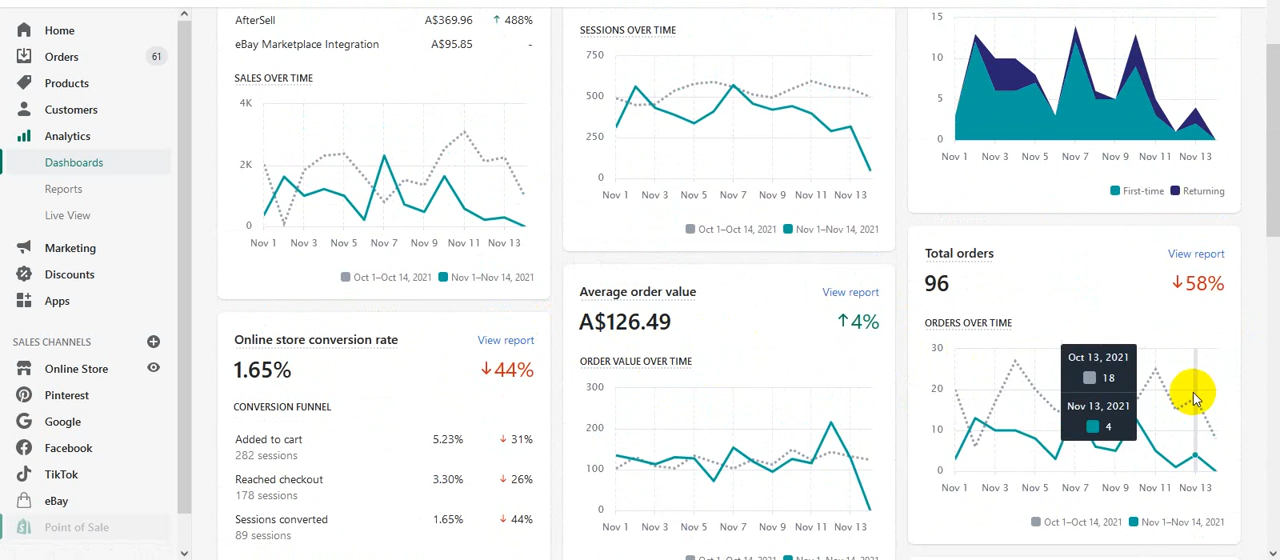 Home
Orders 61
Products
Customers
Analytics
Dashboards
Reports
Live View
Marketing
Discounts
Apps
SALES CHANNELS
Online Store
Pinterest
Google
Facebook
TikTok
eBay
Point of Sale
AfterSell A$369.96 ↑ 488%
eBay Marketplace Integration A$95.85 -
SALES OVER TIME
4K
2K
0
Nov 1 Nov 3 Nov 5 Nov 7 Nov 9 Nov 11 Nov 13
Oct 1–Oct 14, 2021 Nov 1–Nov 14, 2021
Online store conversion rate View report
1.65% ↓44%
CONVERSION FUNNEL
Added to cart 5.23% ↓ 31%
282 sessions
Reached checkout 3.30% ↓ 26%
178 sessions
Sessions converted 1.65% ↓ 44%
89 sessions
SESSIONS OVER TIME
750
500
250
0
Nov 1 Nov 3 Nov 5 Nov 7 Nov 9 Nov 11 Nov 13
Oct 1–Oct 14, 2021 Nov 1–Nov 14, 2021
Average order value View report
A$126.49 ↑4%
ORDER VALUE OVER TIME
300
200
100
0
Nov 1 Nov 3 Nov 5 Nov 7 Nov 9 Nov 11 Nov 13
Oct 1–Oct 14, 2021 Nov 1–Nov 14, 2021
15
10
5
0
Nov 1 Nov 3 Nov 5 Nov 7 Nov 9 Nov 11 Nov 13
First-time Returning
Total orders View report
96 ↓58%
ORDERS OVER TIME
30
20
10
0
Oct 13, 2021
18
Nov 13, 2021
4
Nov 1 Nov 3 Nov 5 Nov 7 Nov 9 Nov 11 Nov 13
Oct 1–Oct 14, 2021 Nov 1–Nov 14, 2021